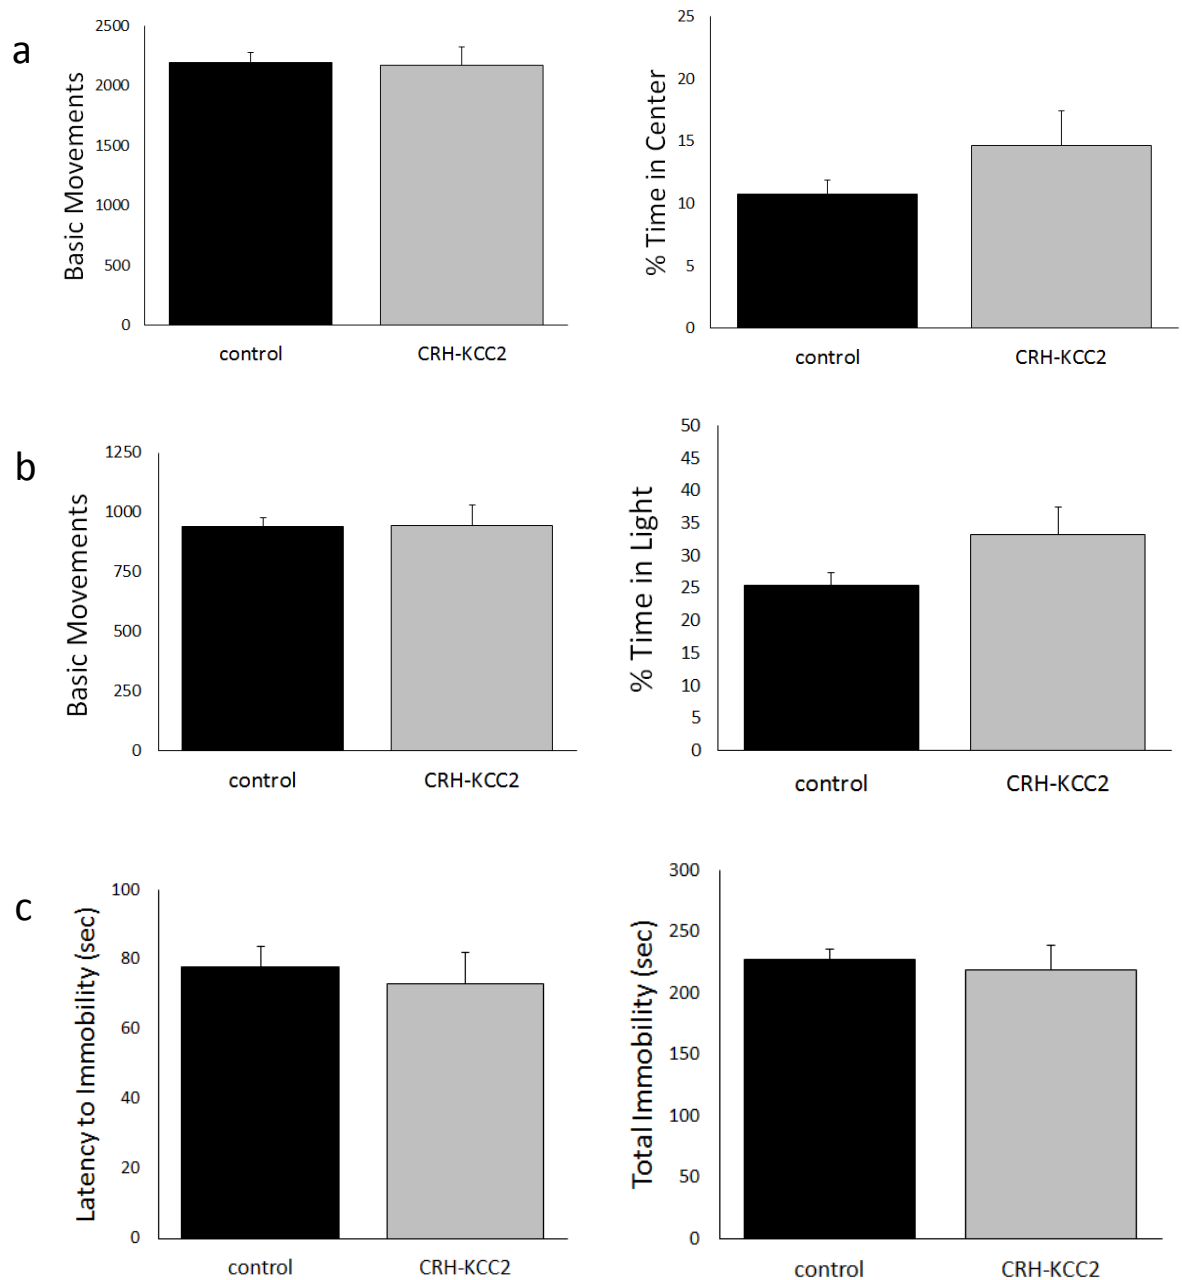 a
Basic Movements
2500
2000
1500
1000
500
0
control
CRH-KCC2
% Time in Center
25
20
15
10
5
0
control
CRH-KCC2
b
Basic Movements
1250
1000
750
500
250
0
control
CRH-KCC2
% Time in Light
50
45
40
35
30
25
20
15
10
5
0
control
CRH-KCC2
c
Latency to Immobility (sec)
100
80
60
40
20
0
control
CRH-KCC2
Total Immobility (sec)
300
250
200
150
100
50
0
control
CRH-KCC2